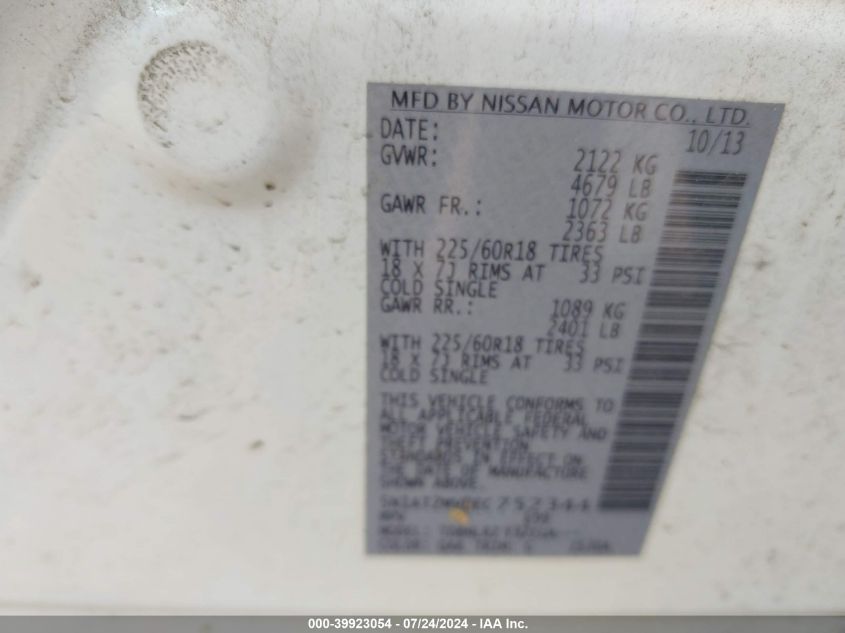 MFD BY NISSAN MOTOR CO., LTD.
DATE: 10/13
GVWR: 2122 KG
4679 LB
GAWR FR.: 1072 KG
2363 LB
WITH 225/60R18 TIRES
18 X 7J RIMS AT 33 PSI
COLD SINGLE
GAWR RR.: 1089 KG
2401 LB
WITH 225/60R18 TIRES
18 X 7J RIMS AT 33 PSI
COLD SINGLE
THIS VEHICLE CONFORMS TO
ALL APPLICABLE FEDERAL
MOTOR VEHICLE SAFETY AND
THEFT PREVENTION
STANDARDS IN EFFECT ON
THE DATE OF MANUFACTURE
SHOWN ABOVE.
MODEL:
COLOR: TRIM:
000-39923054 - 07/24/2024 - IAA Inc.